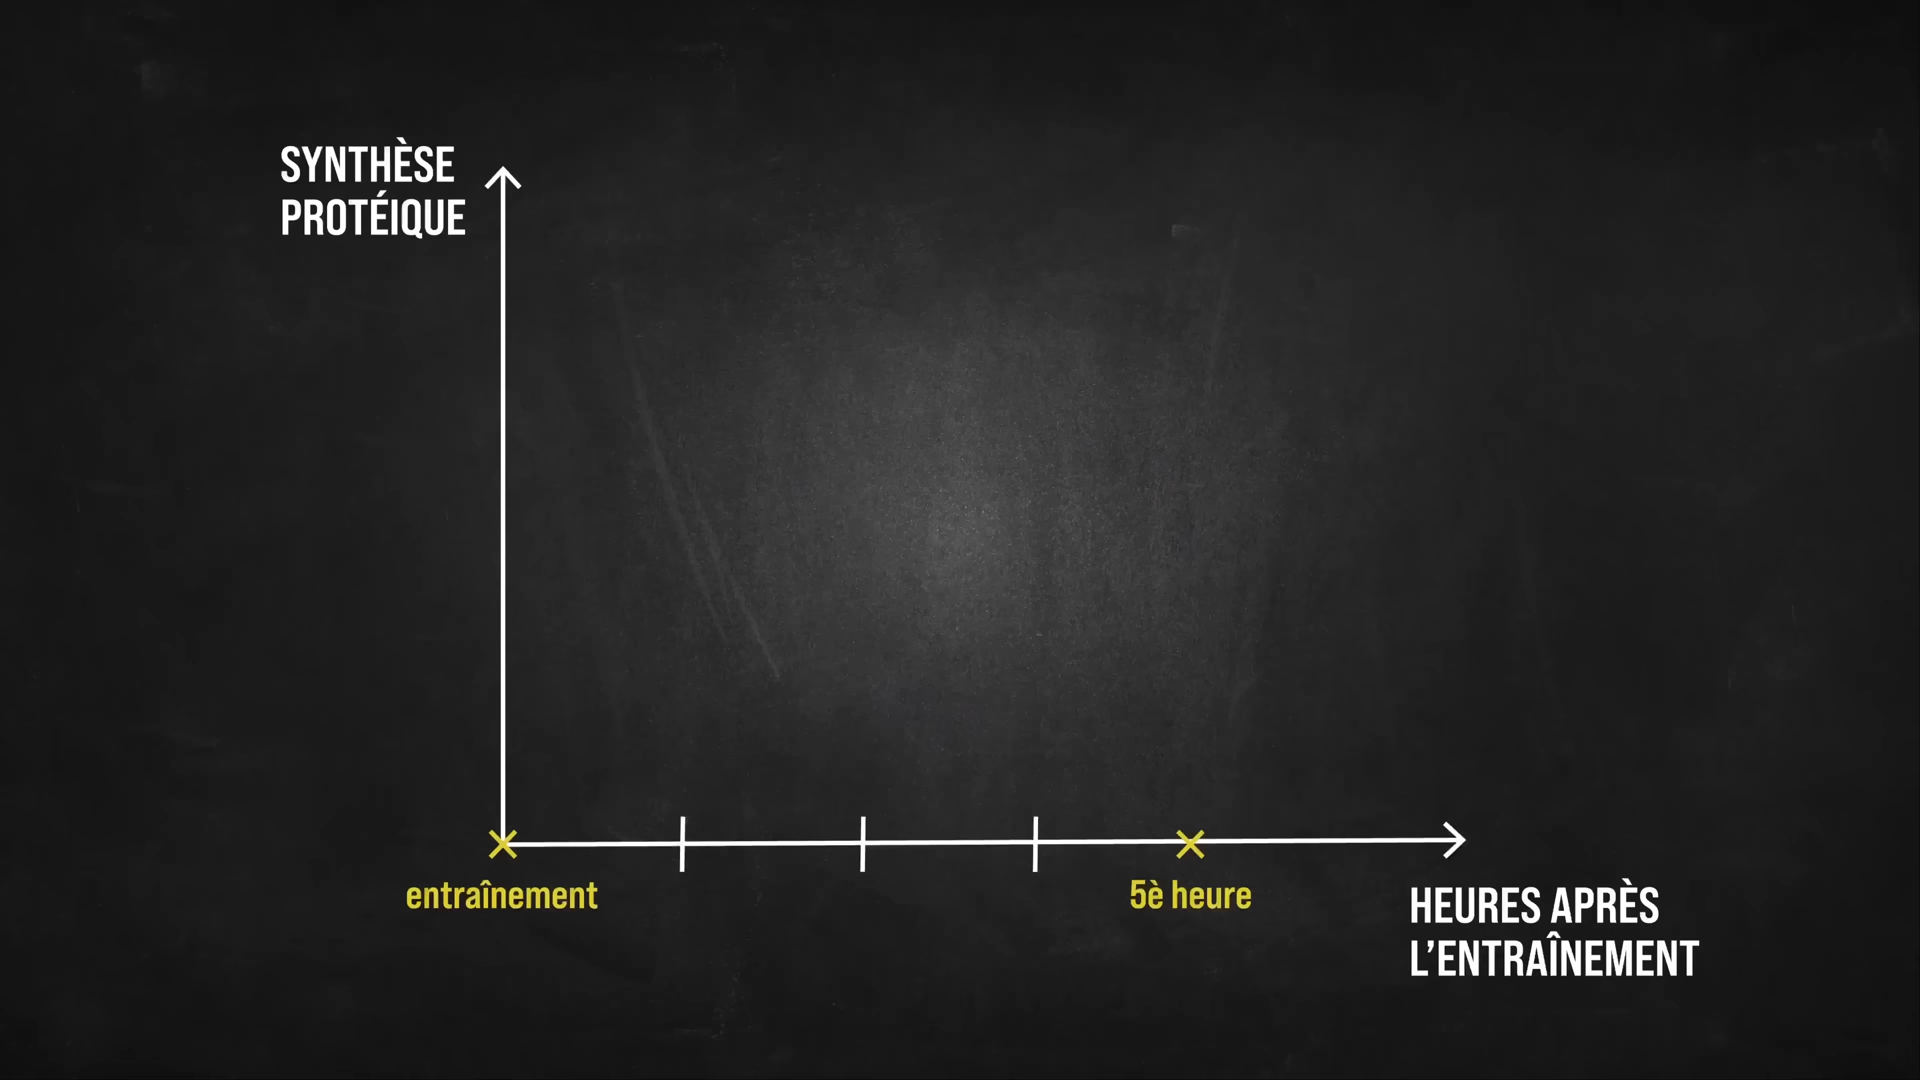 SYNTHÈSE
PROTÉIQUE
entraînement
5è heure
HEURES APRÈS
L'ENTRAÎNEMENT